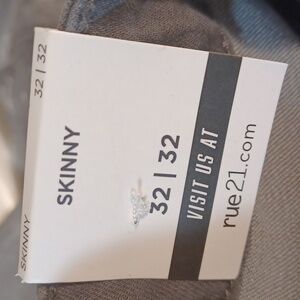 32 | 32
SKINNY
SKINNY
32 | 32
VISIT US AT
rue21.com